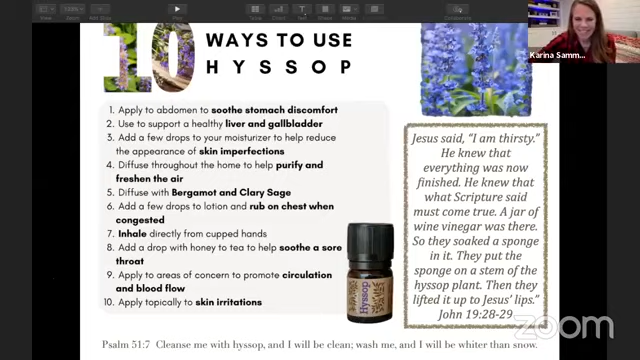 100%
Play
Table
Chart
Text
Shape
Media
10 WAYS TO USE
HYSSOP
1. Apply to abdomen to soothe stomach discomfort
2. Use to support a healthy liver and gallbladder
3. Add a few drops to your moisturizer to help reduce
the appearance of skin imperfections
4. Diffuse throughout the home to help purify and
freshen the air
5. Diffuse with Bergamot and Clary Sage
6. Add a few drops to lotion and rub on chest when
congested
7. Inhale directly from cupped hands
8. Add a drop with honey to tea to help soothe a sore
throat
9. Apply to areas of concern to promote circulation
and blood flow
10. Apply topically to skin irritations
Hyssop
Karina Samm...
Jesus said, “I am thirsty.”
He knew that
everything was now
finished. He knew that
what Scripture said
must come true. A jar of
wine vinegar was there.
So they soaked a sponge
in it. They put the
sponge on a stem of the
hyssop plant. Then they
lifted it up to Jesus’ lips.”
John 19:28-29
zoom
Psalm 51:7 Cleanse me with hyssop, and I will be clean; wash me, and I will be whiter than snow.